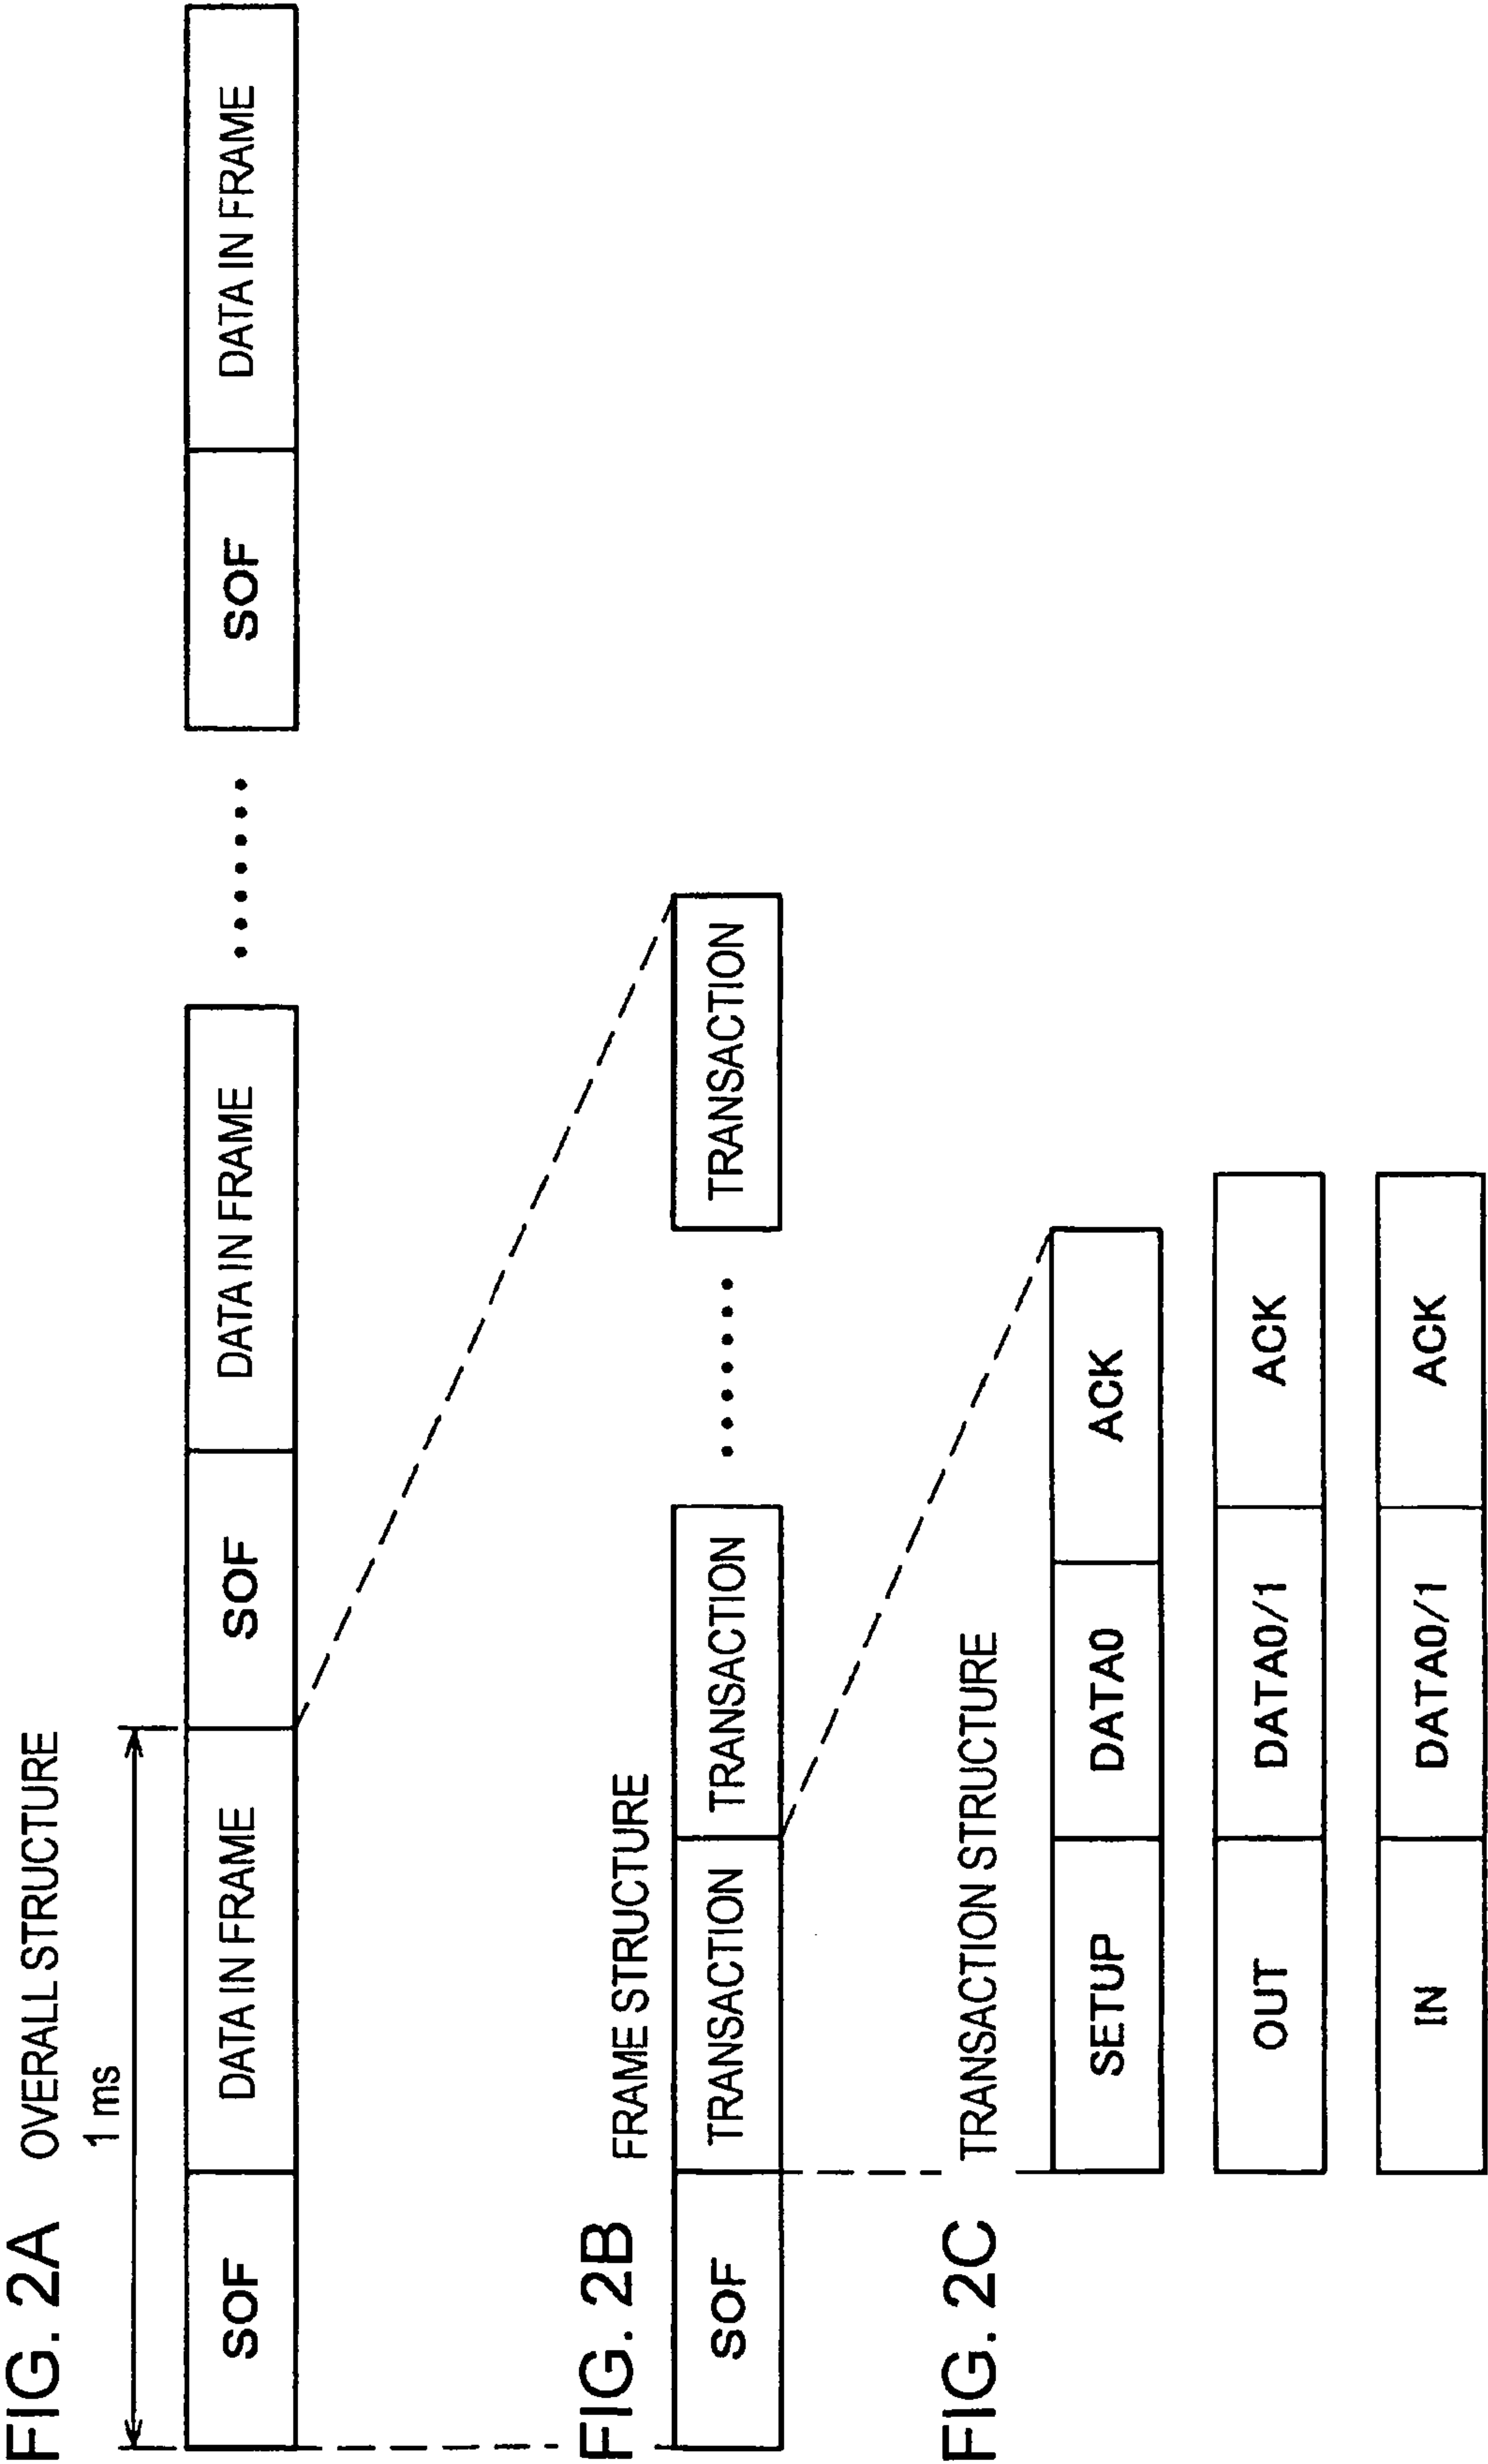 FIG. 2A OVERALL STRUCTURE
1 ms
SOF DATA IN FRAME SOF DATA IN FRAME ······· SOF DATA IN FRAME
FIG. 2B FRAME STRUCTURE
SOF TRANSACTION TRANSACTION ······· TRANSACTION
FIG. 2C TRANSACTION STRUCTURE
SETUP DATA0 ACK
OUT DATA0/1 ACK
IN DATA0/1 ACK